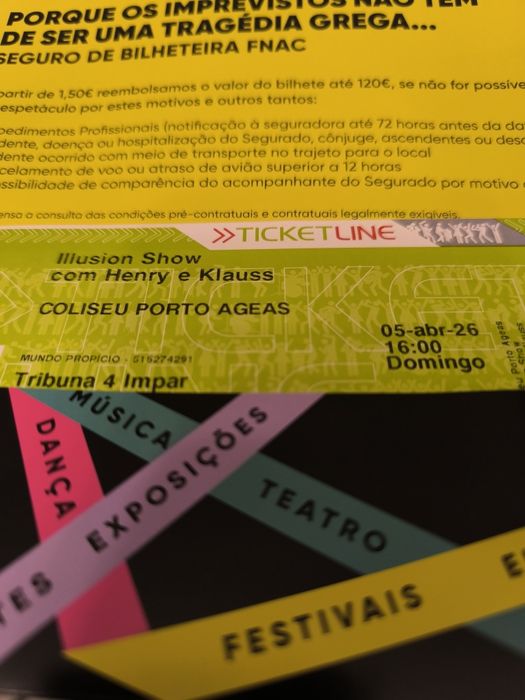 PORQUE OS IMPREVISTOS NÃO TÊM
DE SER UMA TRAGÉDIA GREGA...
SEGURO DE BILHETEIRA FNAC
partir de 1,50€ reembolsamos o valor do bilhete até 120€, se não for possíve
espetáculo por estes motivos e outros tantos:
pedimentos Profissionais (notificação à seguradora até 72 horas antes da da
dente, doença ou hospitalização do Segurado, cônjuge, ascendentes ou desc
dente ocorrido com meio de transporte no trajeto para o local
celamento de voo ou atraso de avião superior a 12 horas
ssibilidade de comparência do acompanhante do Segurado por motivo
ensa a consulta das condições pré-contratuais e contratuais legalmente exigíveis.
>>TICKETLINE
Illusion Show
com Henry e Klauss
COLISEU PORTO AGEAS
05-abr-26
16:00
Domingo
MUNDO PROPÍCIO - 515274291
Tribuna 4 Impar
Porto Ageas
MÚSICA
DANÇA
EXPOSIÇÕES
TEATRO
TES
FESTIVAIS
E